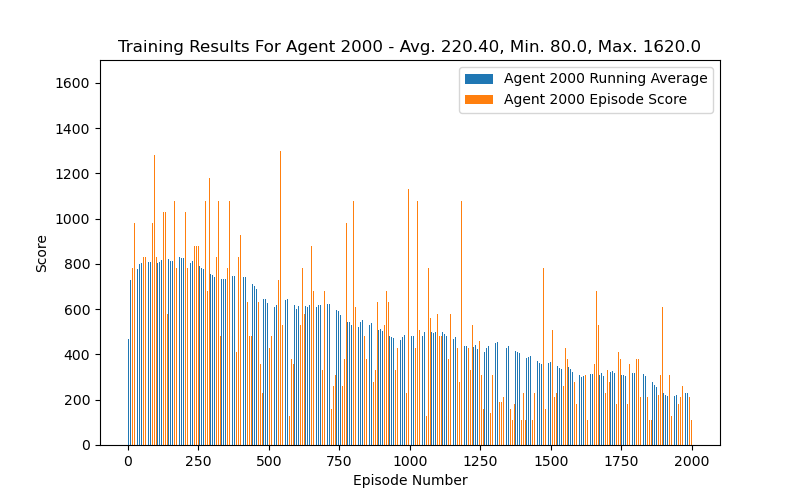 Training Results For Agent 2000 - Avg. 220.40, Min. 80.0, Max. 1620.0
Agent 2000 Running Average
Agent 2000 Episode Score
1600
1400
1200
1000
800
600
400
200
0
Score
0 250 500 750 1000 1250 1500 1750 2000
Episode Number